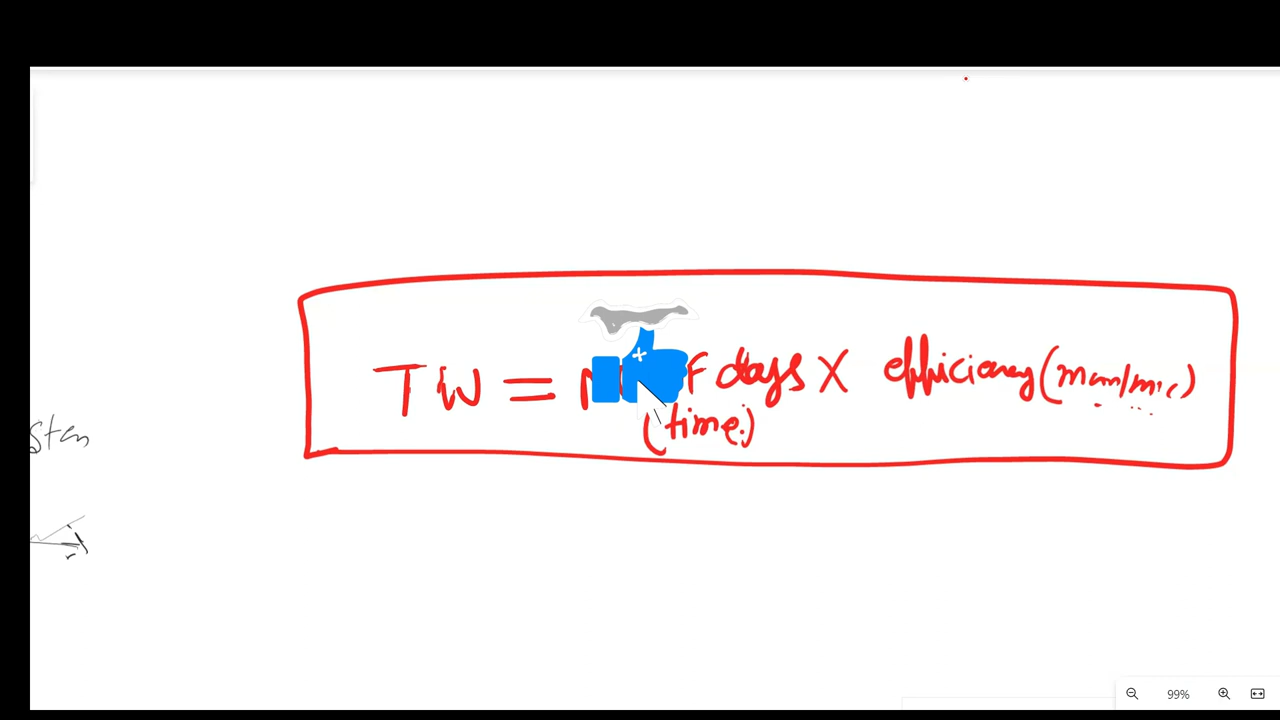 TW = F days X efficiency (man/mic)
(time.)
99%